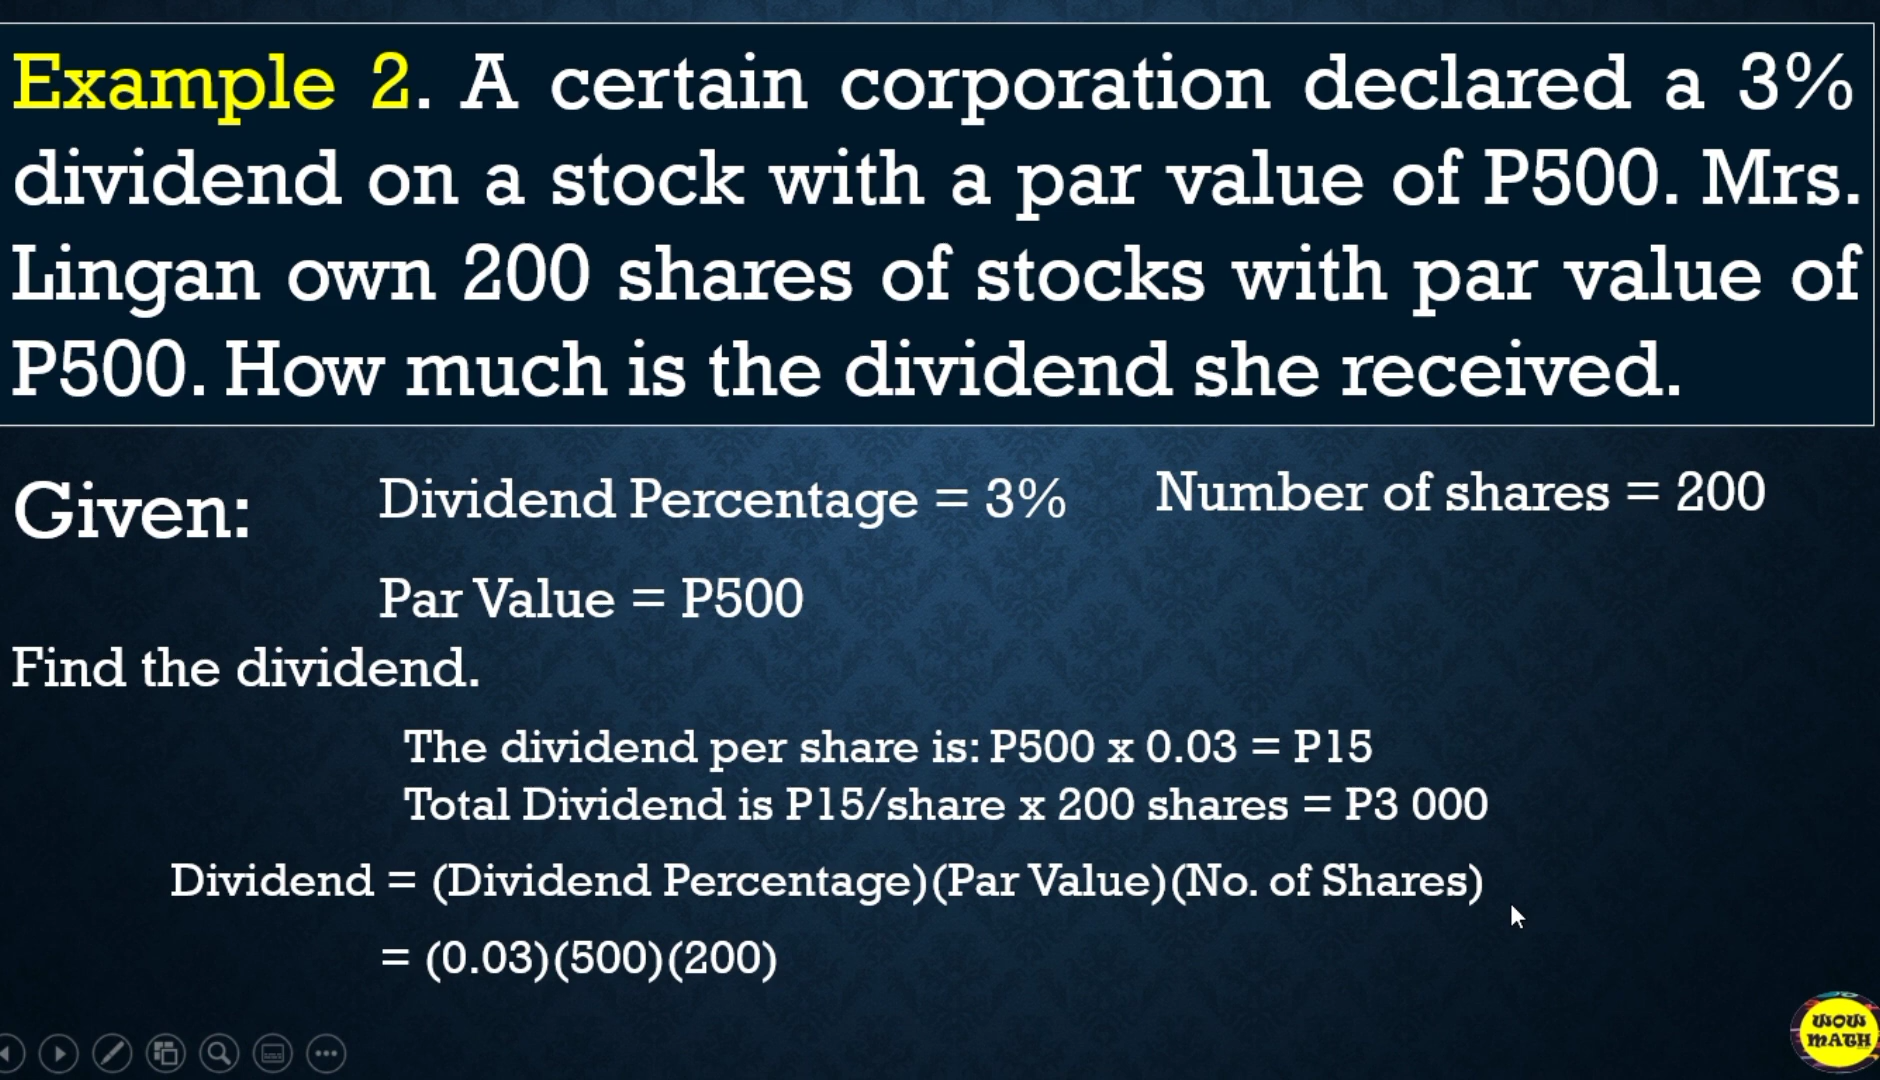 Example 2. A certain corporation declared a 3%
dividend on a stock with a par value of P500. Mrs.
Lingan own 200 shares of stocks with par value of
P500. How much is the dividend she received.
Given: Dividend Percentage = 3% Number of shares = 200
Par Value = P500
Find the dividend.
The dividend per share is: P500 x 0.03 = P15
Total Dividend is P15/share x 200 shares = P3 000
Dividend = (Dividend Percentage)(Par Value)(No. of Shares)
= (0.03)(500)(200)
WOW
MATH